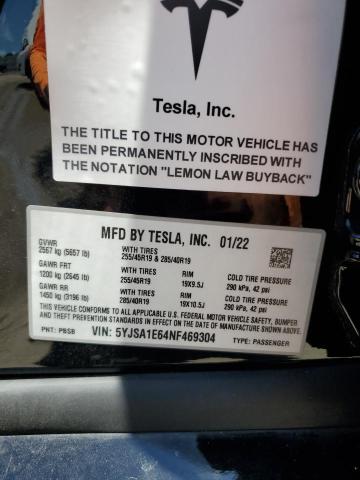 Tesla, Inc.
THE TITLE TO THIS MOTOR VEHICLE HAS
BEEN PERMANENTLY INSCRIBED WITH
THE NOTATION "LEMON LAW BUYBACK"
MFD BY TESLA, INC. 01/22
GVWR
2567 kg (5657 lb) WITH TIRES
255/45R19 & 285/40R19
GAWR FRT WITH TIRES RIM COLD TIRE PRESSURE
1200 kg (2645 lb) 255/45R19 19X9.5J 290 kPa, 42 psi
GAWR RR WITH TIRES RIM COLD TIRE PRESSURE
1450 kg (3196 lb) 285/40R19 19X10.5J 290 kPa, 42 psi
THIS VEHICLE CONFORMS TO ALL APPLICABLE U.S. FEDERAL MOTOR VEHICLE SAFETY, BUMPER
AND THEFT PREVENTION STANDARDS IN EFFECT ON THE DATE OF MANUFACTURE SHOWN ABOVE.
PNT: PBSB VIN: 5YJSA1E64NF469304 TYPE: PASSENGER